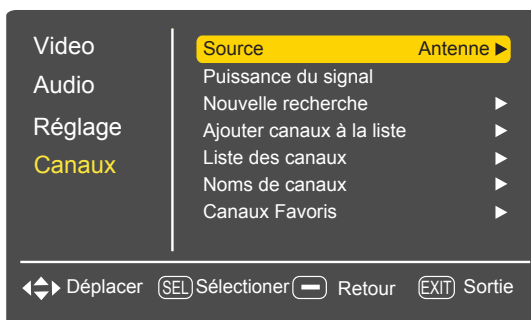 Video
Audio
Réglage
Canaux
Source Antenne
Puissance du signal
Nouvelle recherche
Ajouter canaux à la liste
Liste des canaux
Noms de canaux
Canaux Favoris
Déplacer SEL Sélectioner Retour EXIT Sortie